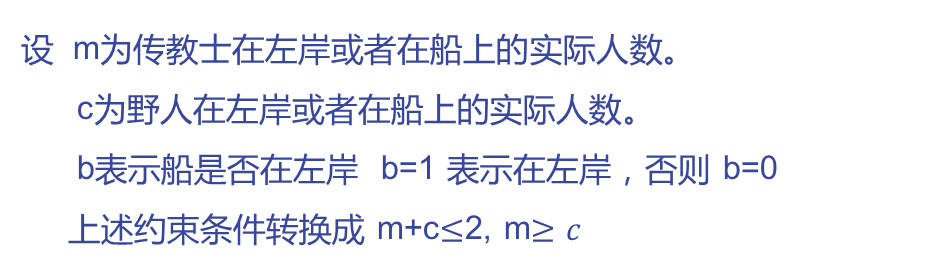 设 m为传教士在左岸或者在船上的实际人数。
c为野人在左岸或者在船上的实际人数。
b表示船是否在左岸 b=1 表示在左岸，否则 b=0
上述约束条件转换成 m+c≤2, m≥ c